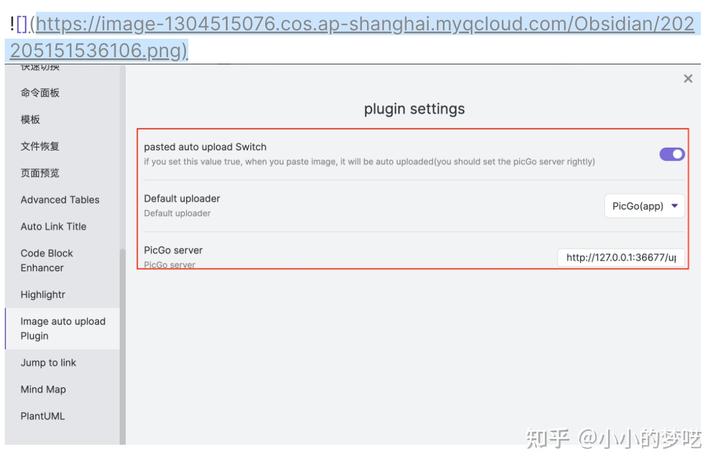 ![](https://image-1304515076.cos.ap-shanghai.myqcloud.com/Obsidian/202
205151536106.png)
快速切换
命令面板
模板
文件恢复
页面预览
Advanced Tables
Auto Link Title
Code Block
Enhancer
Highlightr
Image auto upload
Plugin
Jump to link
Mind Map
PlantUML
plugin settings
pasted auto upload Switch
if you set this value true, when you paste image, it will be auto uploaded(you should set the picGo server rightly)
Default uploader
Default uploader
PicGo(app)
PicGo server
PicGo server
http://127.0.0.1:36677/up
知乎 @小小的梦呓